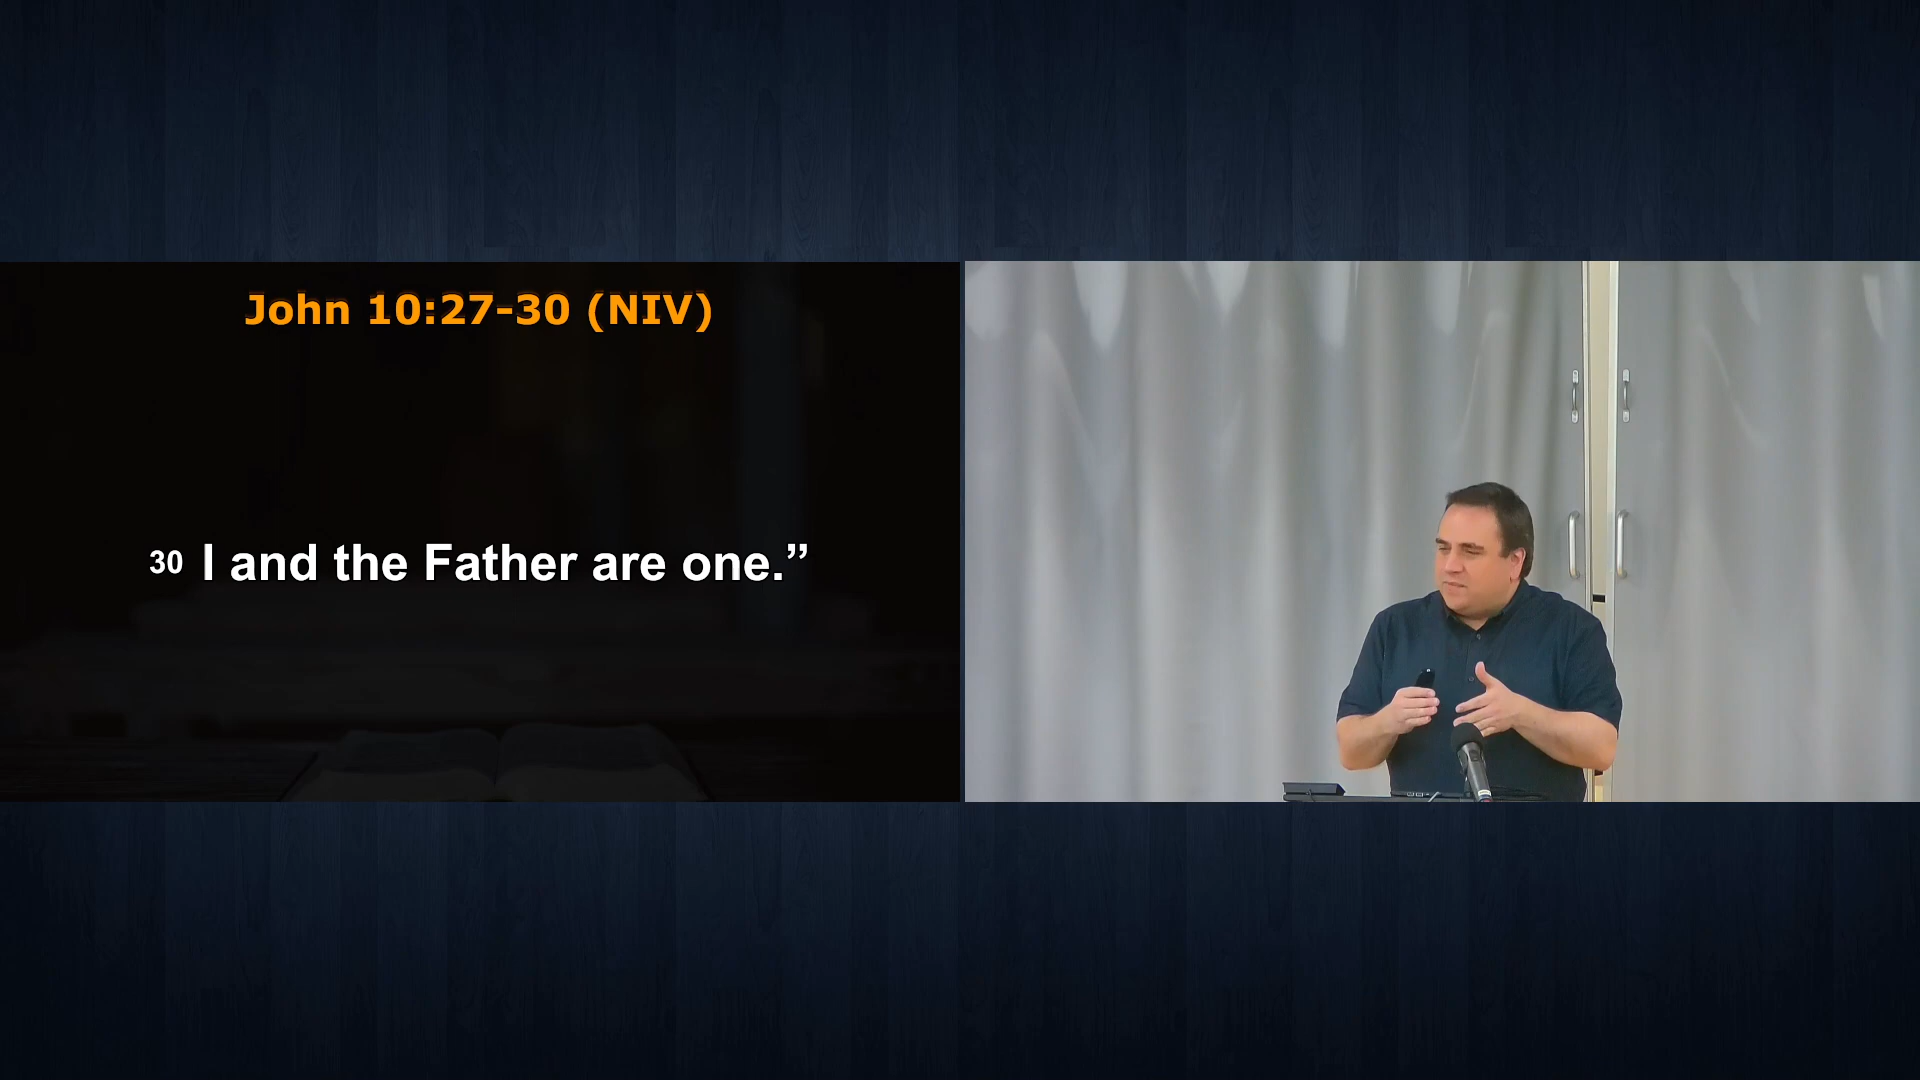 John 10:27-30 (NIV)
30 I and the Father are one.”